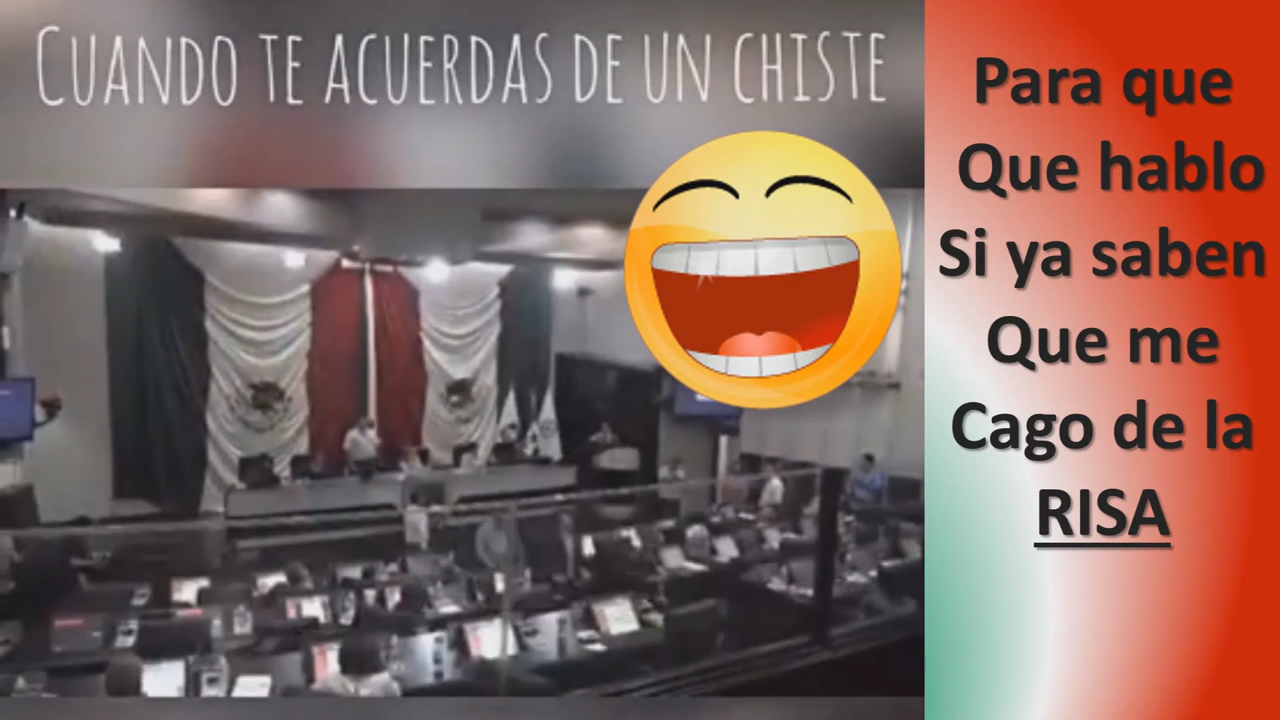 CUANDO TE ACUERDAS DE UN CHISTE
Para que
Que hablo
Si ya saben
Que me
Cago de la
RISA